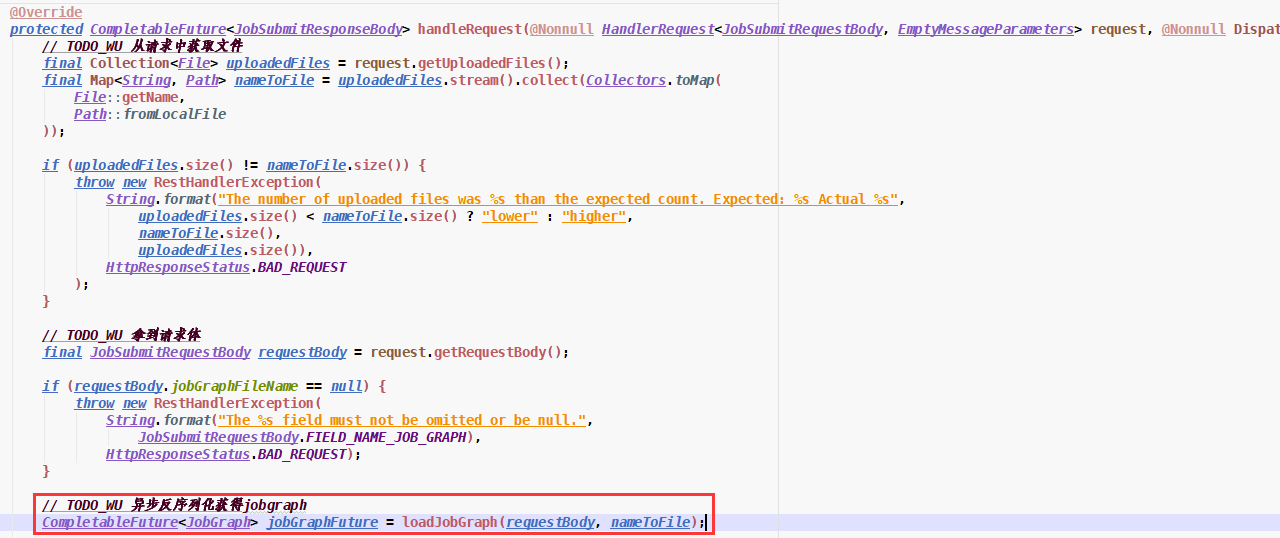 @Override
protected CompletableFuture<JobSubmitResponseBody> handleRequest(@Nonnull HandlerRequest<JobSubmitRequestBody, EmptyMessageParameters> request, @Nonnull Dispat
// TODO_WU 从请求中获取文件
final Collection<File> uploadedFiles = request.getUploadedFiles();
final Map<String, Path> nameToFile = uploadedFiles.stream().collect(Collectors.toMap(
File::getName,
Path::fromLocalFile
));
if (uploadedFiles.size() != nameToFile.size()) {
throw new RestHandlerException(
String.format("The number of uploaded files was %s than the expected count. Expected: %s Actual %s",
uploadedFiles.size() < nameToFile.size() ? "lower" : "higher",
nameToFile.size(),
uploadedFiles.size()),
HttpResponseStatus.BAD_REQUEST
);
}
// TODO_WU 拿到请求体
final JobSubmitRequestBody requestBody = request.getRequestBody();
if (requestBody.jobGraphFileName == null) {
throw new RestHandlerException(
String.format("The %s field must not be omitted or be null.",
JobSubmitRequestBody.FIELD_NAME_JOB_GRAPH),
HttpResponseStatus.BAD_REQUEST);
}
// TODO_WU 异步反序列化获得jobgraph
CompletableFuture<JobGraph> jobGraphFuture = loadJobGraph(requestBody, nameToFile);